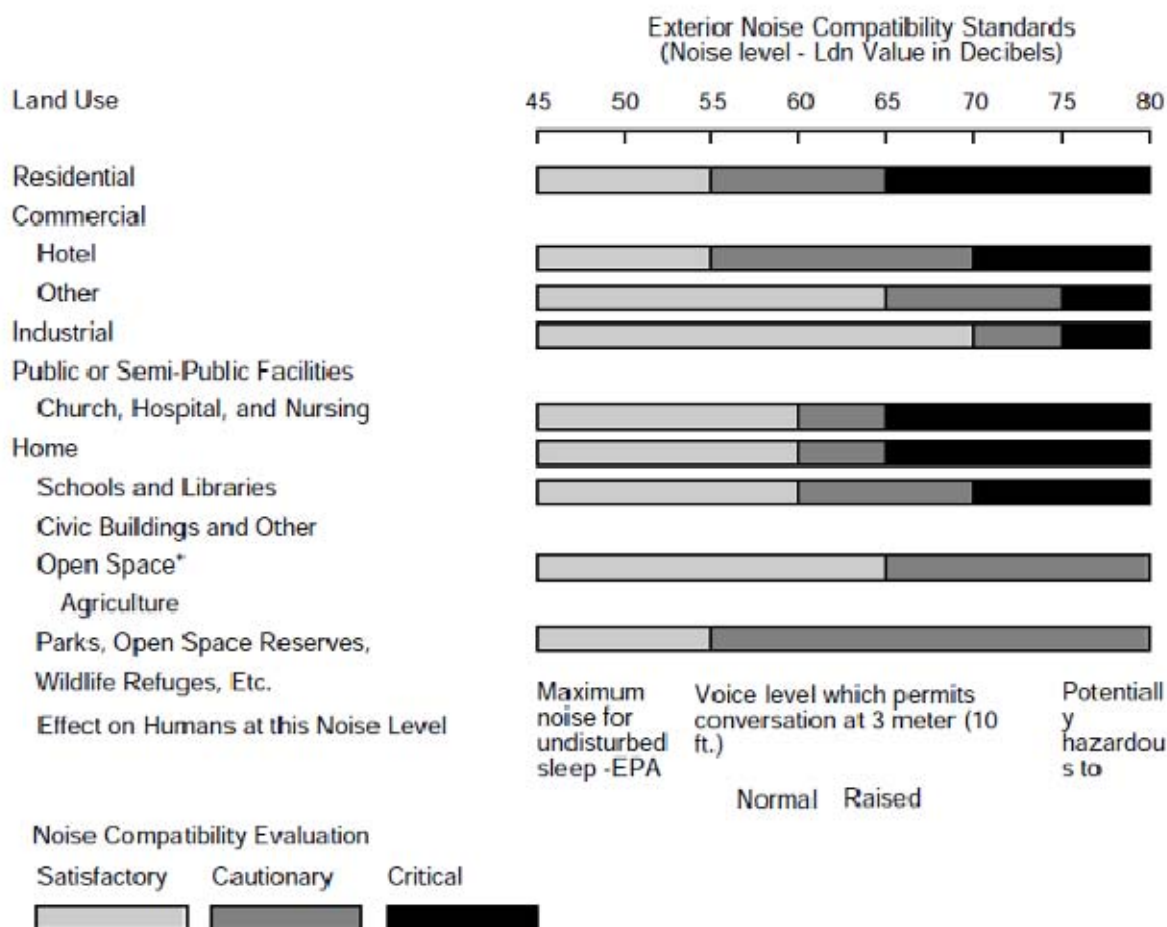 Exterior Noise Compatibility Standards
(Noise level - Ldn Value in Decibels)
Land Use 45 50 55 60 65 70 75 80
Residential
Commercial
Hotel
Other
Industrial
Public or Semi-Public Facilities
Church, Hospital, and Nursing
Home
Schools and Libraries
Civic Buildings and Other
Open Space*
Agriculture
Parks, Open Space Reserves,
Wildlife Refuges, Etc.
Effect on Humans at this Noise Level
Maximum
noise for
undisturbed
sleep -EPA
Voice level which permits
conversation at 3 meter (10
ft.)
Normal Raised
Potentiall
y
hazardou
s to
Noise Compatibility Evaluation
Satisfactory Cautionary Critical